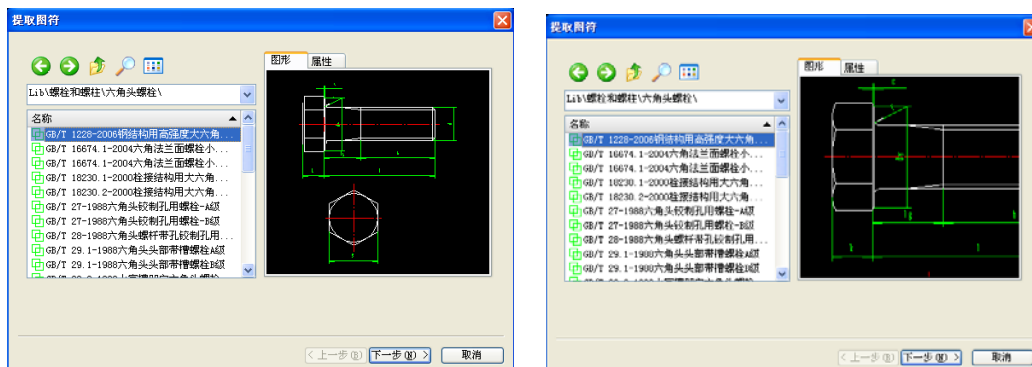 提取图符
Lib\螺栓和螺柱\六角头螺栓\
名称
GB/T 1228-2006钢结构用高强度大六角...
GB/T 16674.1-2004六角法兰面螺栓小...
GB/T 16674.1-2004六角法兰面螺栓小...
GB/T 18230.1-2000栓接结构用大六角...
GB/T 18230.2-2000栓接结构用大六角...
GB/T 27-1988六角头铰制孔用螺栓-A级
GB/T 27-1988六角头铰制孔用螺栓-B级
GB/T 28-1988六角头螺杆带孔铰制孔用...
GB/T 29.1-1988六角头头部带槽螺栓A级
GB/T 29.1-1988六角头头部带槽螺栓B级
图形
属性
<上一步(B)
下一步(N) >
取消
提取图符
Lib\螺栓和螺柱\六角头螺栓\
名称
GB/T 1228-2006钢结构用高强度大六角...
GB/T 16674.1-2004六角法兰面螺栓小...
GB/T 16674.1-2004六角法兰面螺栓小...
GB/T 18230.1-2000栓接结构用大六角...
GB/T 18230.2-2000栓接结构用大六角...
GB/T 27-1988六角头铰制孔用螺栓-A级
GB/T 27-1988六角头铰制孔用螺栓-B级
GB/T 28-1988六角头螺杆带孔铰制孔用...
GB/T 29.1-1988六角头头部带槽螺栓A级
GB/T 29.1-1988六角头头部带槽螺栓B级
图形
属性
<上一步(B)
下一步(N) >
取消